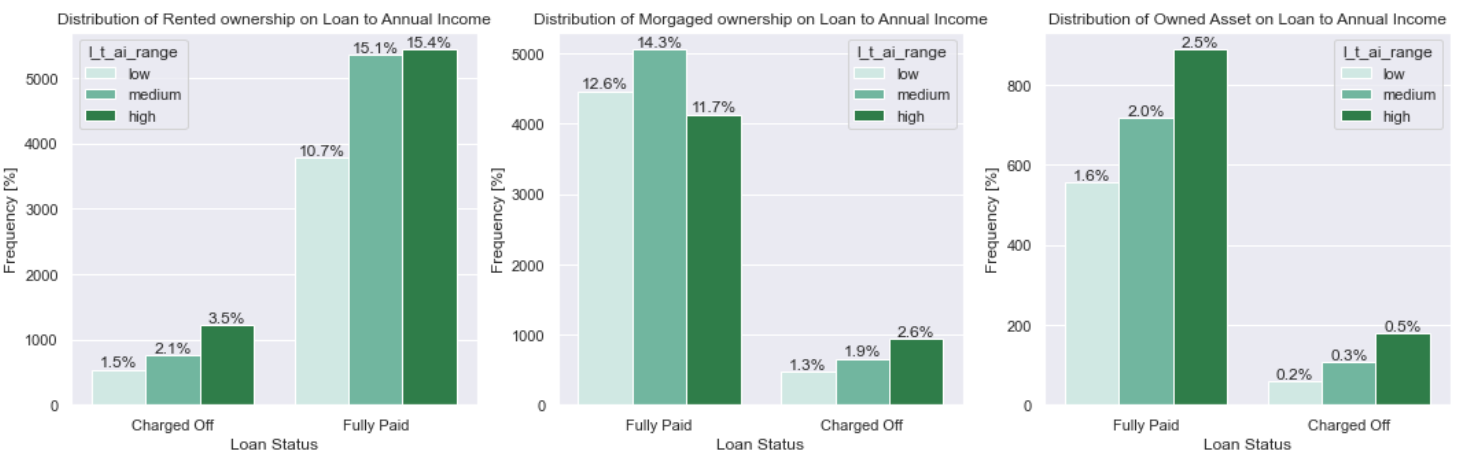 Distribution of Rented ownership on Loan to Annual Income
l_t_ai_range
low
medium
high
Frequency [%]
5000
4000
3000
2000
1000
0
1.5%
2.1%
3.5%
10.7%
15.1%
15.4%
Charged Off
Fully Paid
Loan Status
Distribution of Morgaged ownership on Loan to Annual Income
l_t_ai_range
low
medium
high
Frequency [%]
5000
4000
3000
2000
1000
0
12.6%
14.3%
11.7%
1.3%
1.9%
2.6%
Fully Paid
Charged Off
Loan Status
Distribution of Owned Asset on Loan to Annual Income
l_t_ai_range
low
medium
high
Frequency [%]
800
600
400
200
0
1.6%
2.0%
2.5%
0.2%
0.3%
0.5%
Fully Paid
Charged Off
Loan Status